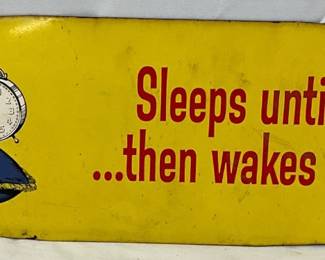 Sleeps unti
...then wakes